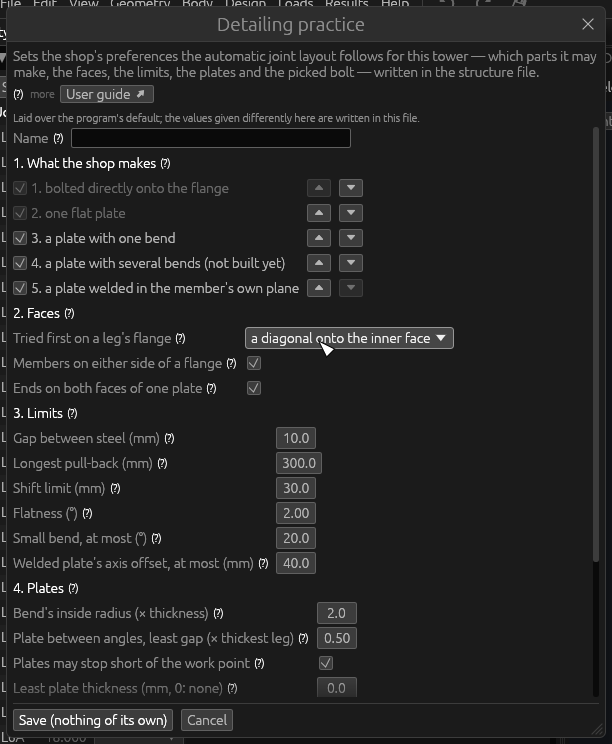 File Edit View Geometry Body Design Loads Results Help
Detailing practice
Sets the shop's preferences the automatic joint layout follows for this tower — which parts it may
make, the faces, the limits, the plates and the picked bolt — written in the structure file.
(?) more User guide
Laid over the program's default; the values given differently here are written in this file.
Name (?)
1. What the shop makes (?)
1. bolted directly onto the flange
2. one flat plate
3. a plate with one bend
4. a plate with several bends (not built yet)
5. a plate welded in the member's own plane
2. Faces (?)
Tried first on a leg's flange (?) a diagonal onto the inner face
Members on either side of a flange (?)
Ends on both faces of one plate (?)
3. Limits (?)
Gap between steel (mm) (?) 10.0
Longest pull-back (mm) (?) 300.0
Shift limit (mm) (?) 30.0
Flatness (°) (?) 2.00
Small bend, at most (°) (?) 20.0
Welded plate's axis offset, at most (mm) (?) 40.0
4. Plates (?)
Bend's inside radius (× thickness) (?) 2.0
Plate between angles, least gap (× thickest leg) (?) 0.50
Plates may stop short of the work point (?)
Least plate thickness (mm, 0: none) (?) 0.0
Save (nothing of its own) Cancel